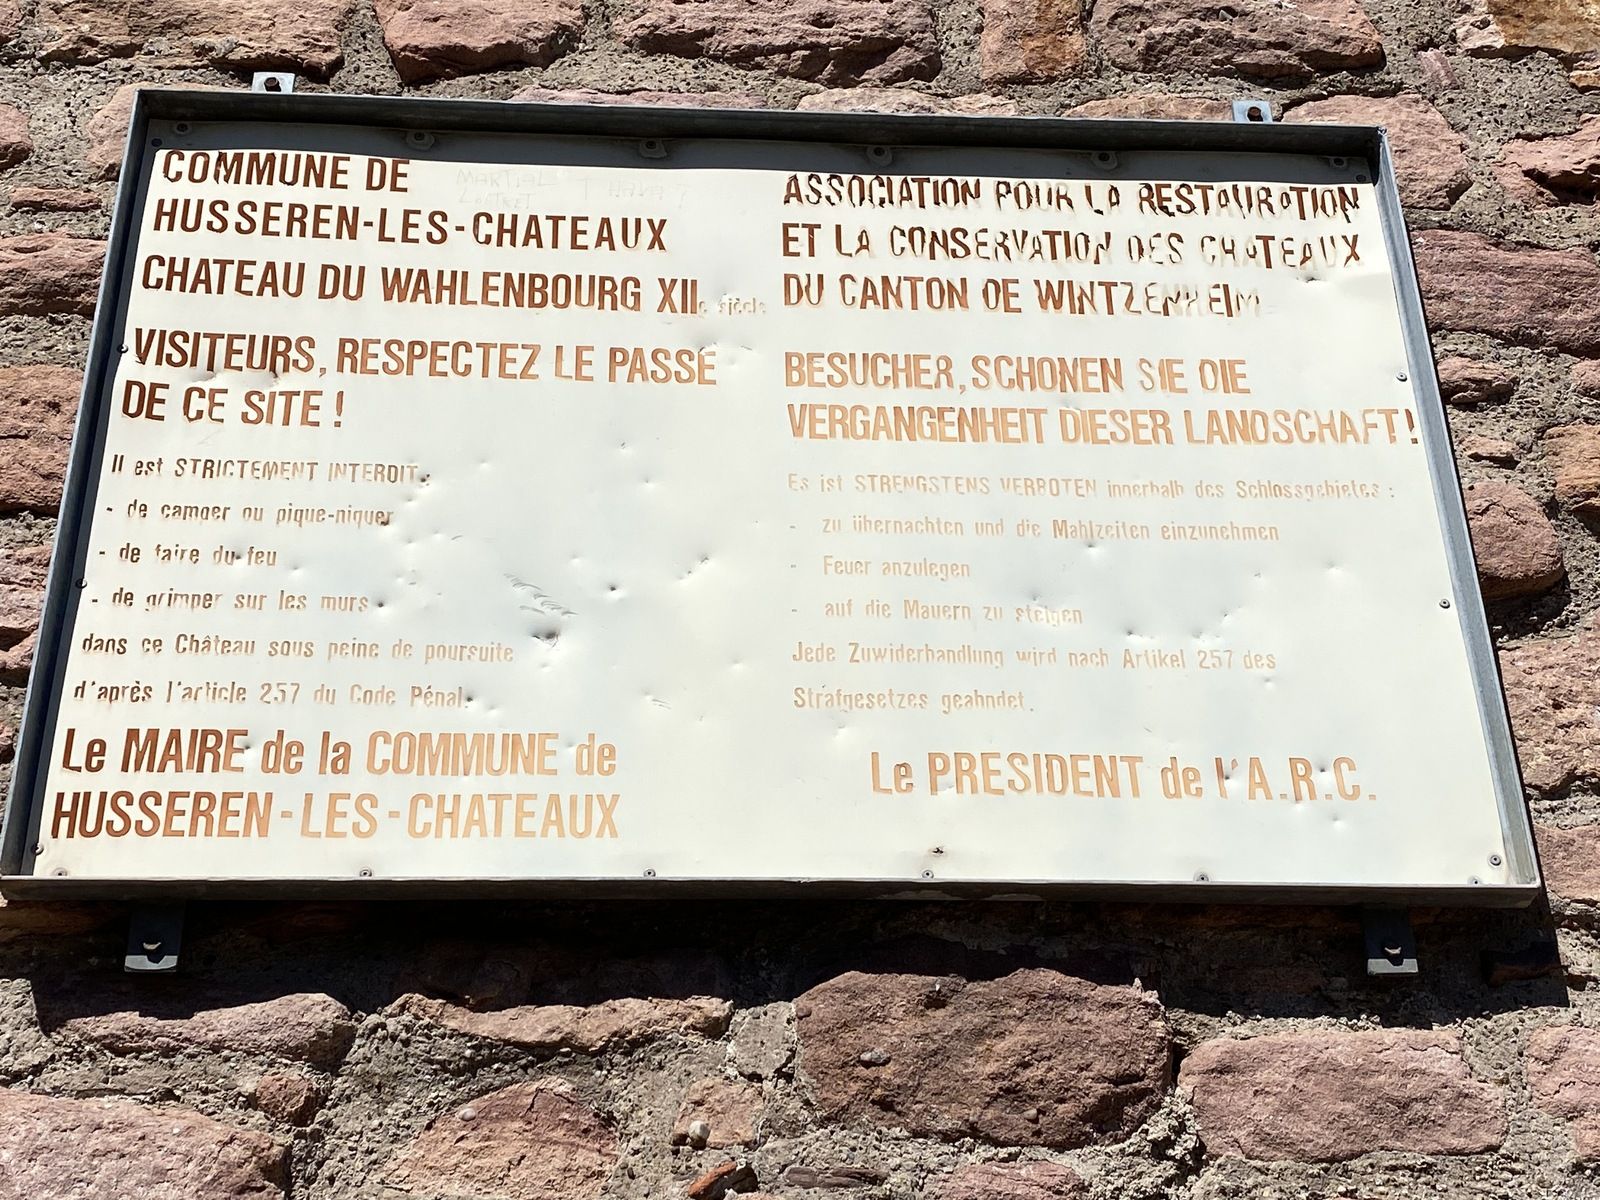 COMMUNE DE
HUSSEREN-LES-CHATEAUX
CHATEAU DU WAHLENBOURG XIIe siècle
VISITEURS, RESPECTEZ LE PASSE
DE CE SITE !
Il est STRICTEMENT INTERDIT :
- de camper ou pique-niquer
- de faire du feu
- de grimper sur les murs
dans ce Château sous peine de poursuite
d'après l'article 257 du Code Pénal.
Le MAIRE de la COMMUNE de
HUSSEREN-LES-CHATEAUX
ASSOCIATION POUR LA RESTAURATION
ET LA CONSERVATION DES CHATEAUX
DU CANTON DE WINTZENHEIM
BESUCHER, SCHONEN SIE DIE
VERGANGENHEIT DIESER LANDSCHAFT!
Es ist STRENGSTENS VERBOTEN innerhalb des Schlossgebietes :
- zu übernachten und die Mahlzeiten einzunehmen
- Feuer anzulegen
- auf die Mauern zu steigen
Jede Zuwiderhandlung wird nach Artikel 257 des
Strafgesetzes geahndet.
Le PRESIDENT de l'A.R.C.